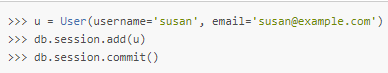 >>> u = User(username='susan', email='susan@example.com')
>>> db.session.add(u)
>>> db.session.commit()